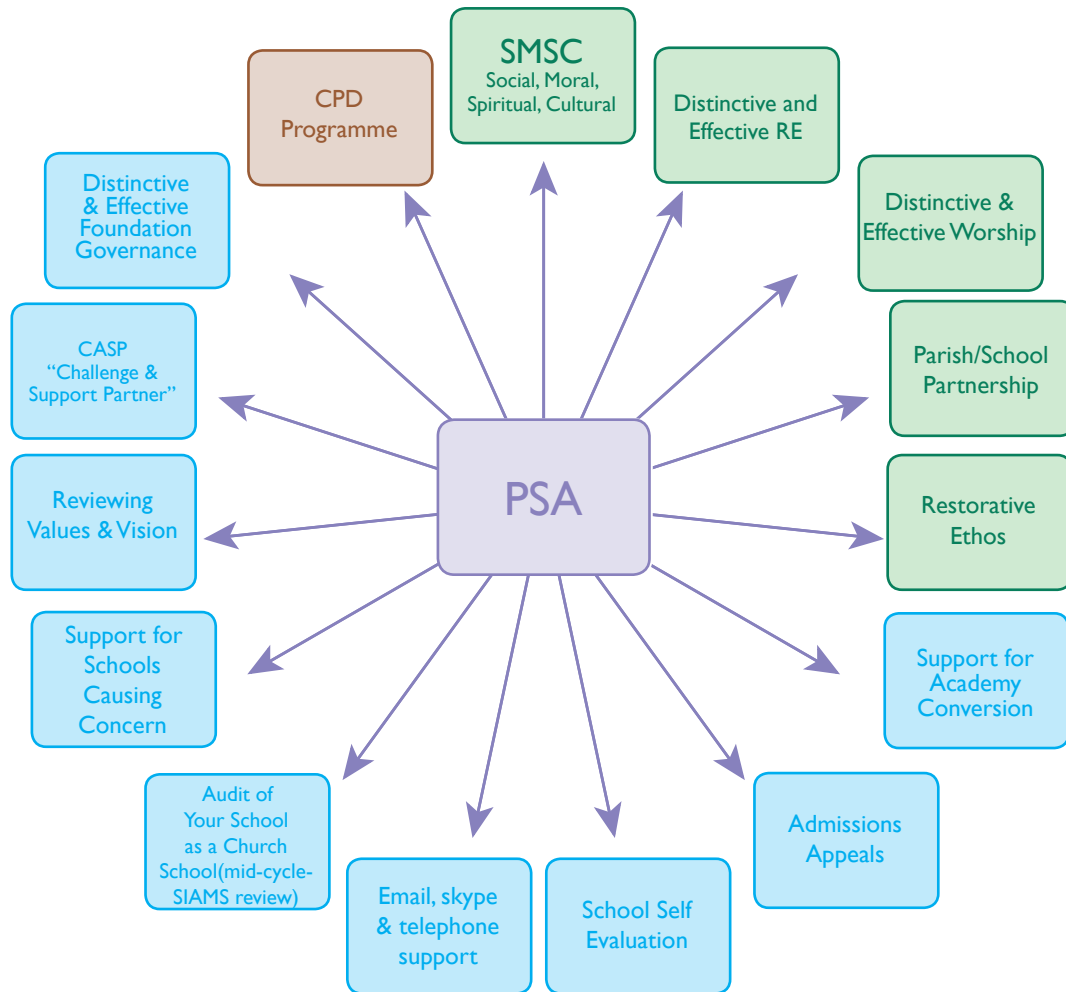 SMSC
Social, Moral,
Spiritual, Cultural
Distinctive and
Effective RE
Distinctive &
Effective Worship
Parish/School
Partnership
Restorative
Ethos
Support for
Academy
Conversion
Admissions
Appeals
School Self
Evaluation
Email, skype
& telephone
support
Audit of
Your School
as a Church
School(mid-cycle-
SIAMS review)
Support for
Schools
Causing
Concern
Reviewing
Values & Vision
CASP
“Challenge &
Support Partner”
Distinctive
& Effective
Foundation
Governance
CPD
Programme
PSA